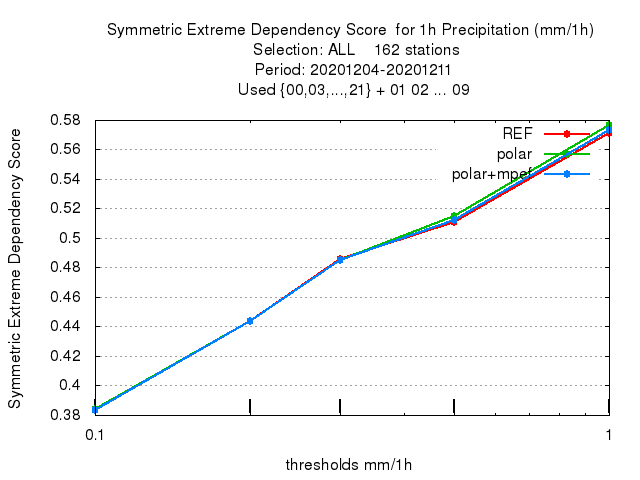 Symmetric Extreme Dependency Score  for 1h Precipitation (mm/1h)
Selection: ALL    162 stations
Period: 20201204-20201211
Used {00,03,...,21} + 01 02 ... 09
Symmetric Extreme Dependency Score
0.58
0.56
0.54
0.52
0.5
0.48
0.46
0.44
0.42
0.4
0.38
REF
polar
polar+mpef
0.1
1
thresholds mm/1h